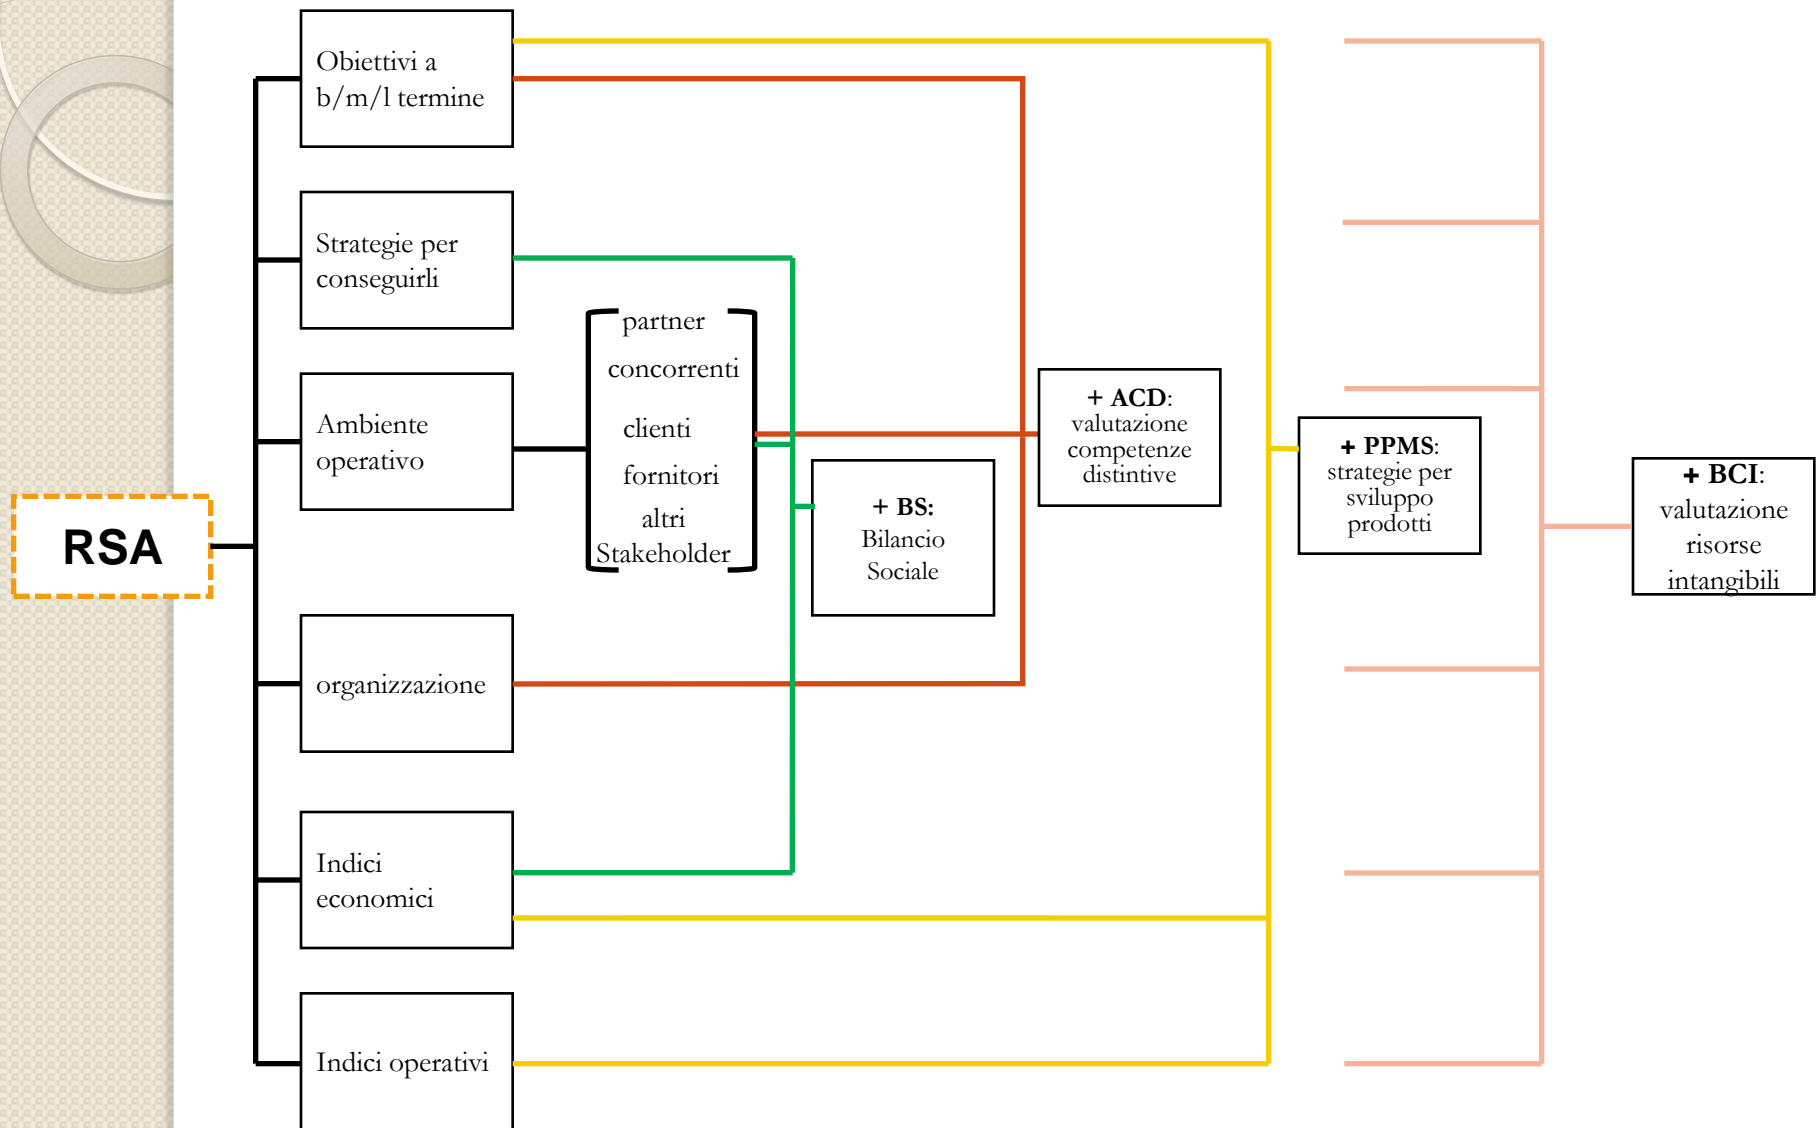 RSA
Obiettivi a
b/m/l termine
Strategie per
conseguirli
Ambiente
operativo
organizzazione
Indici
economici
Indici operativi
partner
concorrenti
clienti
fornitori
altri
Stakeholder
+ BS:
Bilancio
Sociale
+ ACD:
valutazione
competenze
distintive
+ PPMS:
strategie per
sviluppo
prodotti
+ BCI:
valutazione
risorse
intangibili